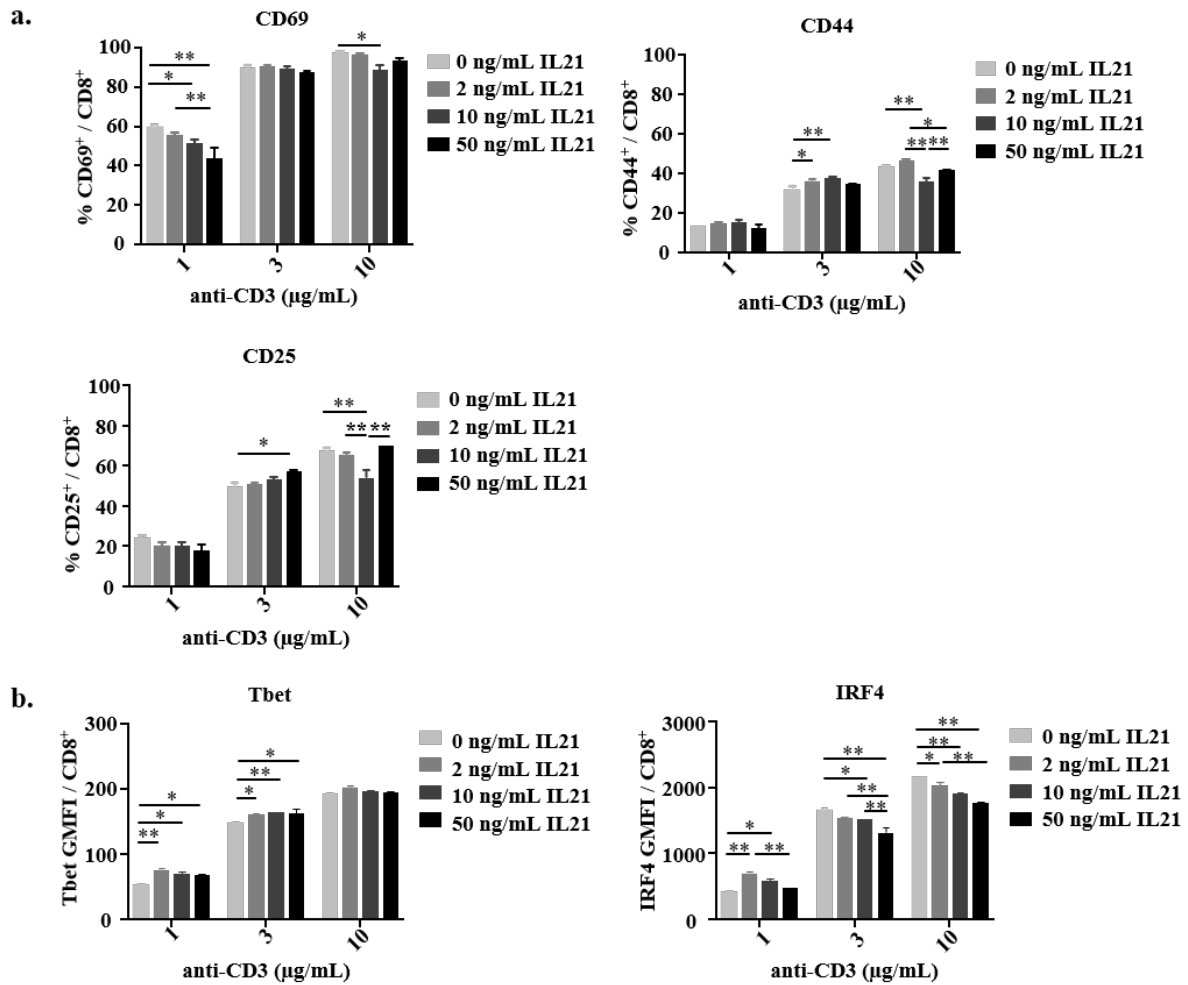 a.
CD69
% CD69⁺ / CD8⁺
100
80
60
40
20
0
** 
* 
** 
* 
1
3
10
anti-CD3 (μg/mL)
0 ng/mL IL21
2 ng/mL IL21
10 ng/mL IL21
50 ng/mL IL21
CD44
% CD44⁺ / CD8⁺
100
80
60
40
20
0
**
*
**
*
** **
1
3
10
anti-CD3 (μg/mL)
0 ng/mL IL21
2 ng/mL IL21
10 ng/mL IL21
50 ng/mL IL21
CD25
% CD25⁺ / CD8⁺
100
80
60
40
20
0
*
**
** **
1
3
10
anti-CD3 (μg/mL)
0 ng/mL IL21
2 ng/mL IL21
10 ng/mL IL21
50 ng/mL IL21
b.
Tbet
Tbet GMFI / CD8⁺
300
200
100
0
*
*
**
*
**
*
1
3
10
anti-CD3 (μg/mL)
0 ng/mL IL21
2 ng/mL IL21
10 ng/mL IL21
50 ng/mL IL21
IRF4
IRF4 GMFI / CD8⁺
3000
2000
1000
0
*
** **
**
*
**
**
**
**
* **
1
3
10
anti-CD3 (μg/mL)
0 ng/mL IL21
2 ng/mL IL21
10 ng/mL IL21
50 ng/mL IL21